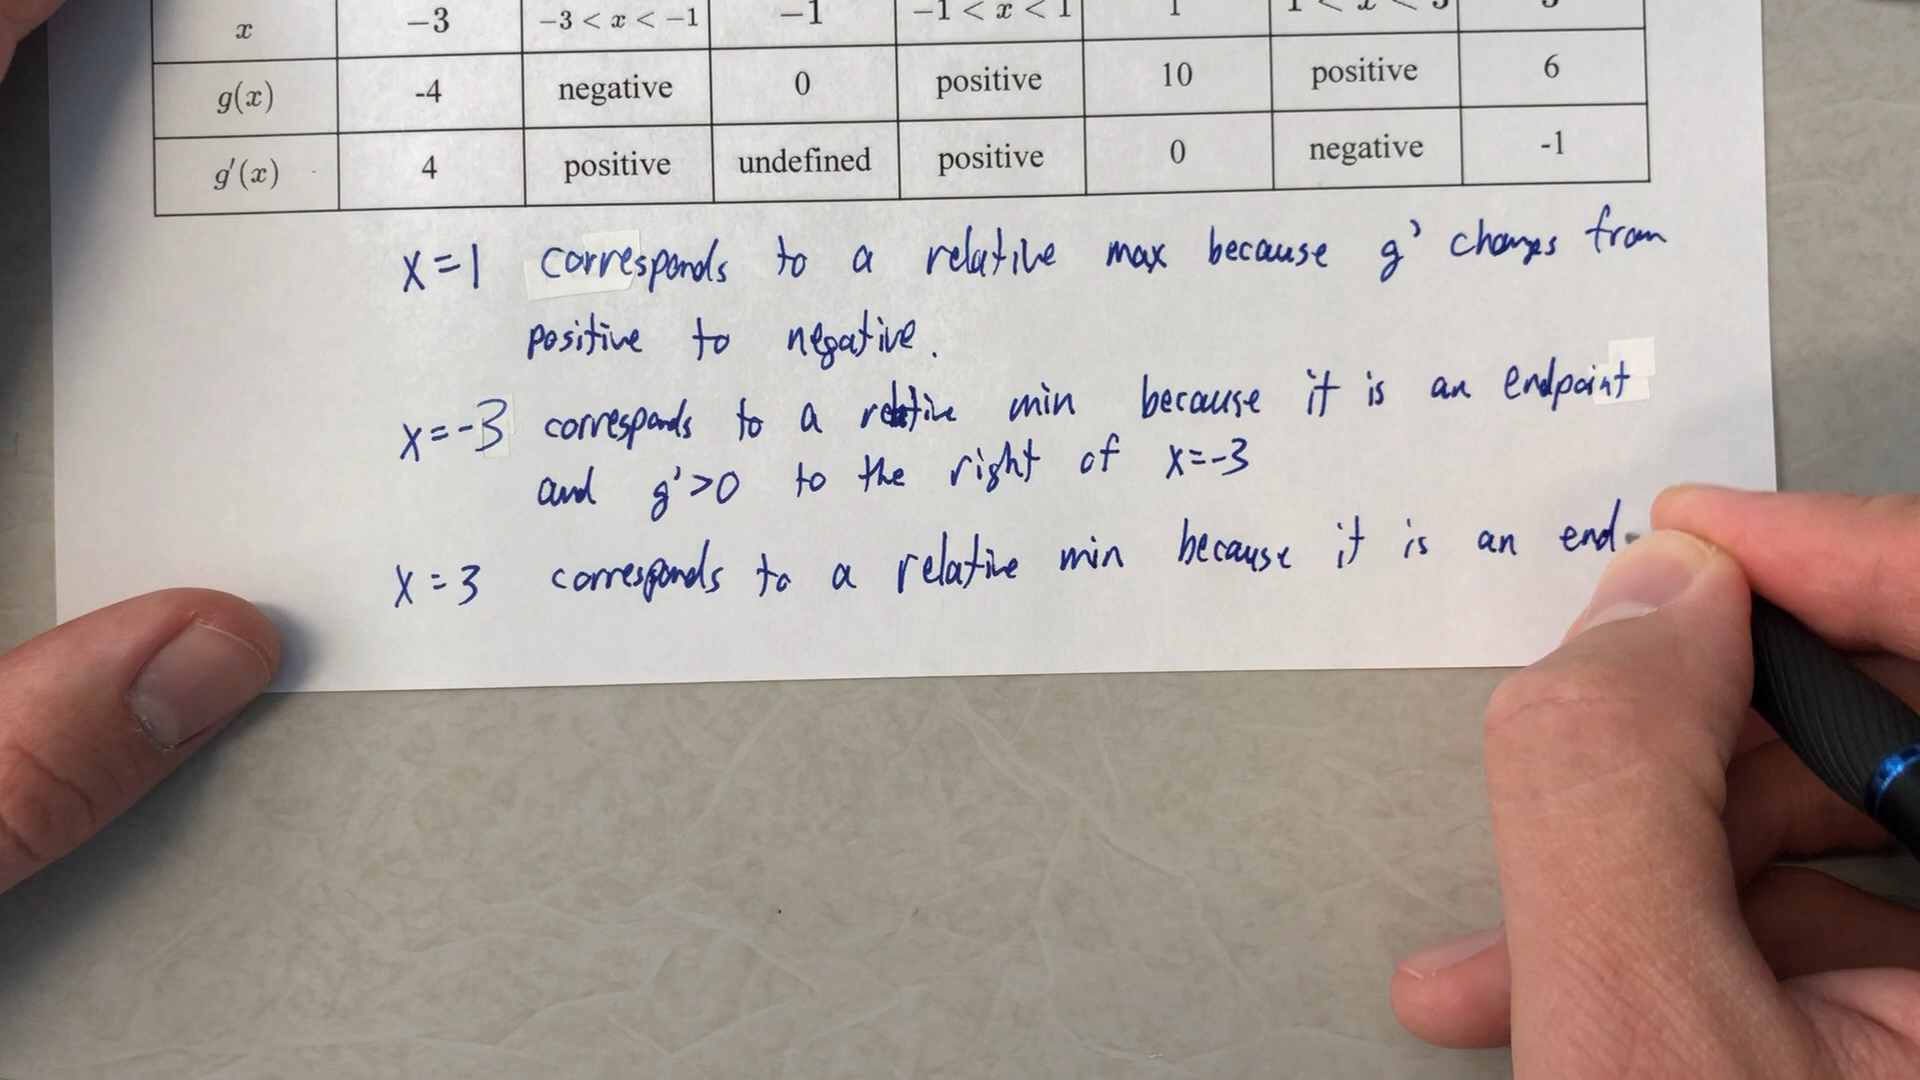 x −3 −3 < x < −1 −1 −1 < x < 1 1 1 < x < 3 3
g(x) -4 negative 0 positive 10 positive 6
g′(x) 4 positive undefined positive 0 negative -1
x=1 corresponds to a relative max because g' changes from
positive to negative.
x=-3 corresponds to a relative min because it is an endpoint
and g'>0 to the right of x=-3
x=3 corresponds to a relative min because it is an end-